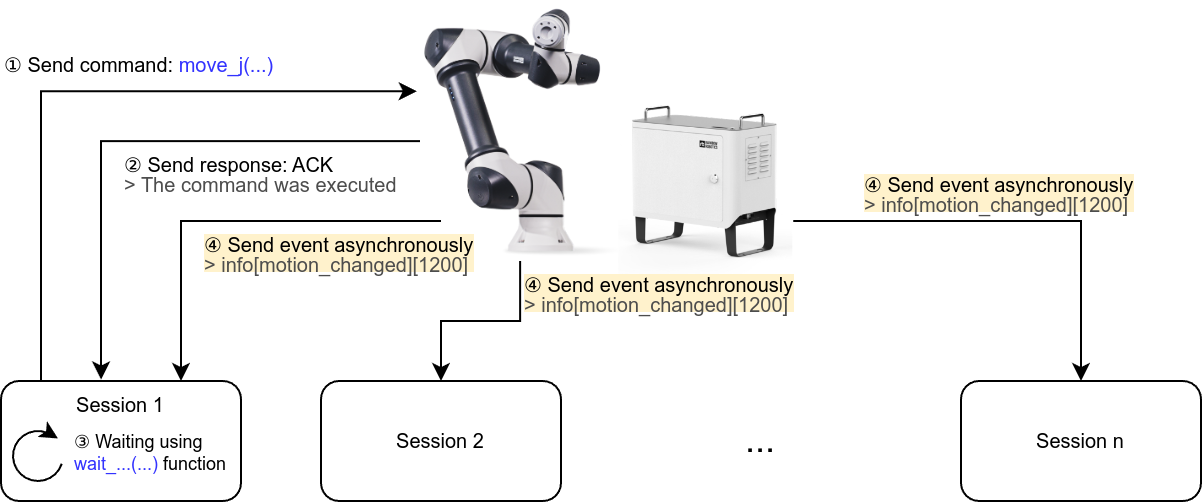 ① Send command: move_j(...)
② Send response: ACK
> The command was executed
④ Send event asynchronously
> info[motion_changed][1200]
④ Send event asynchronously
> info[motion_changed][1200]
④ Send event asynchronously
> info[motion_changed][1200]
RAINBOW
ROBOTICS
Session 1
③ Waiting using
wait_...(...) function
Session 2
...
Session n